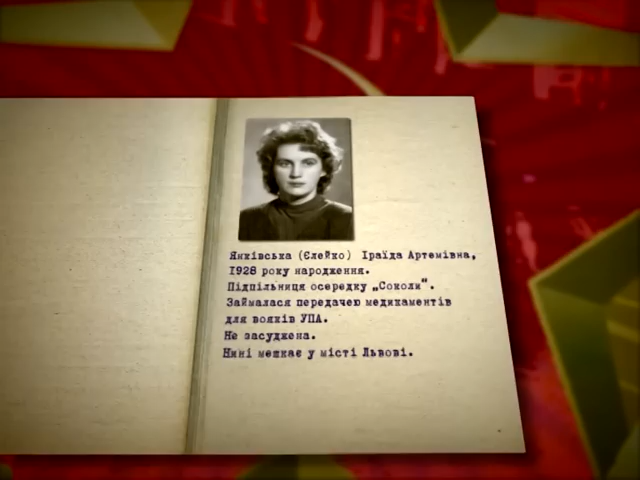 Янківська (Єлейко) Іраїда Артемівна,
1928 року народження.
Підпільниця осередку „Соколи".
Займалася передачею медикаментів
для вояків УПА.
Не засуджена.
Нині мешкає у місті Львові.